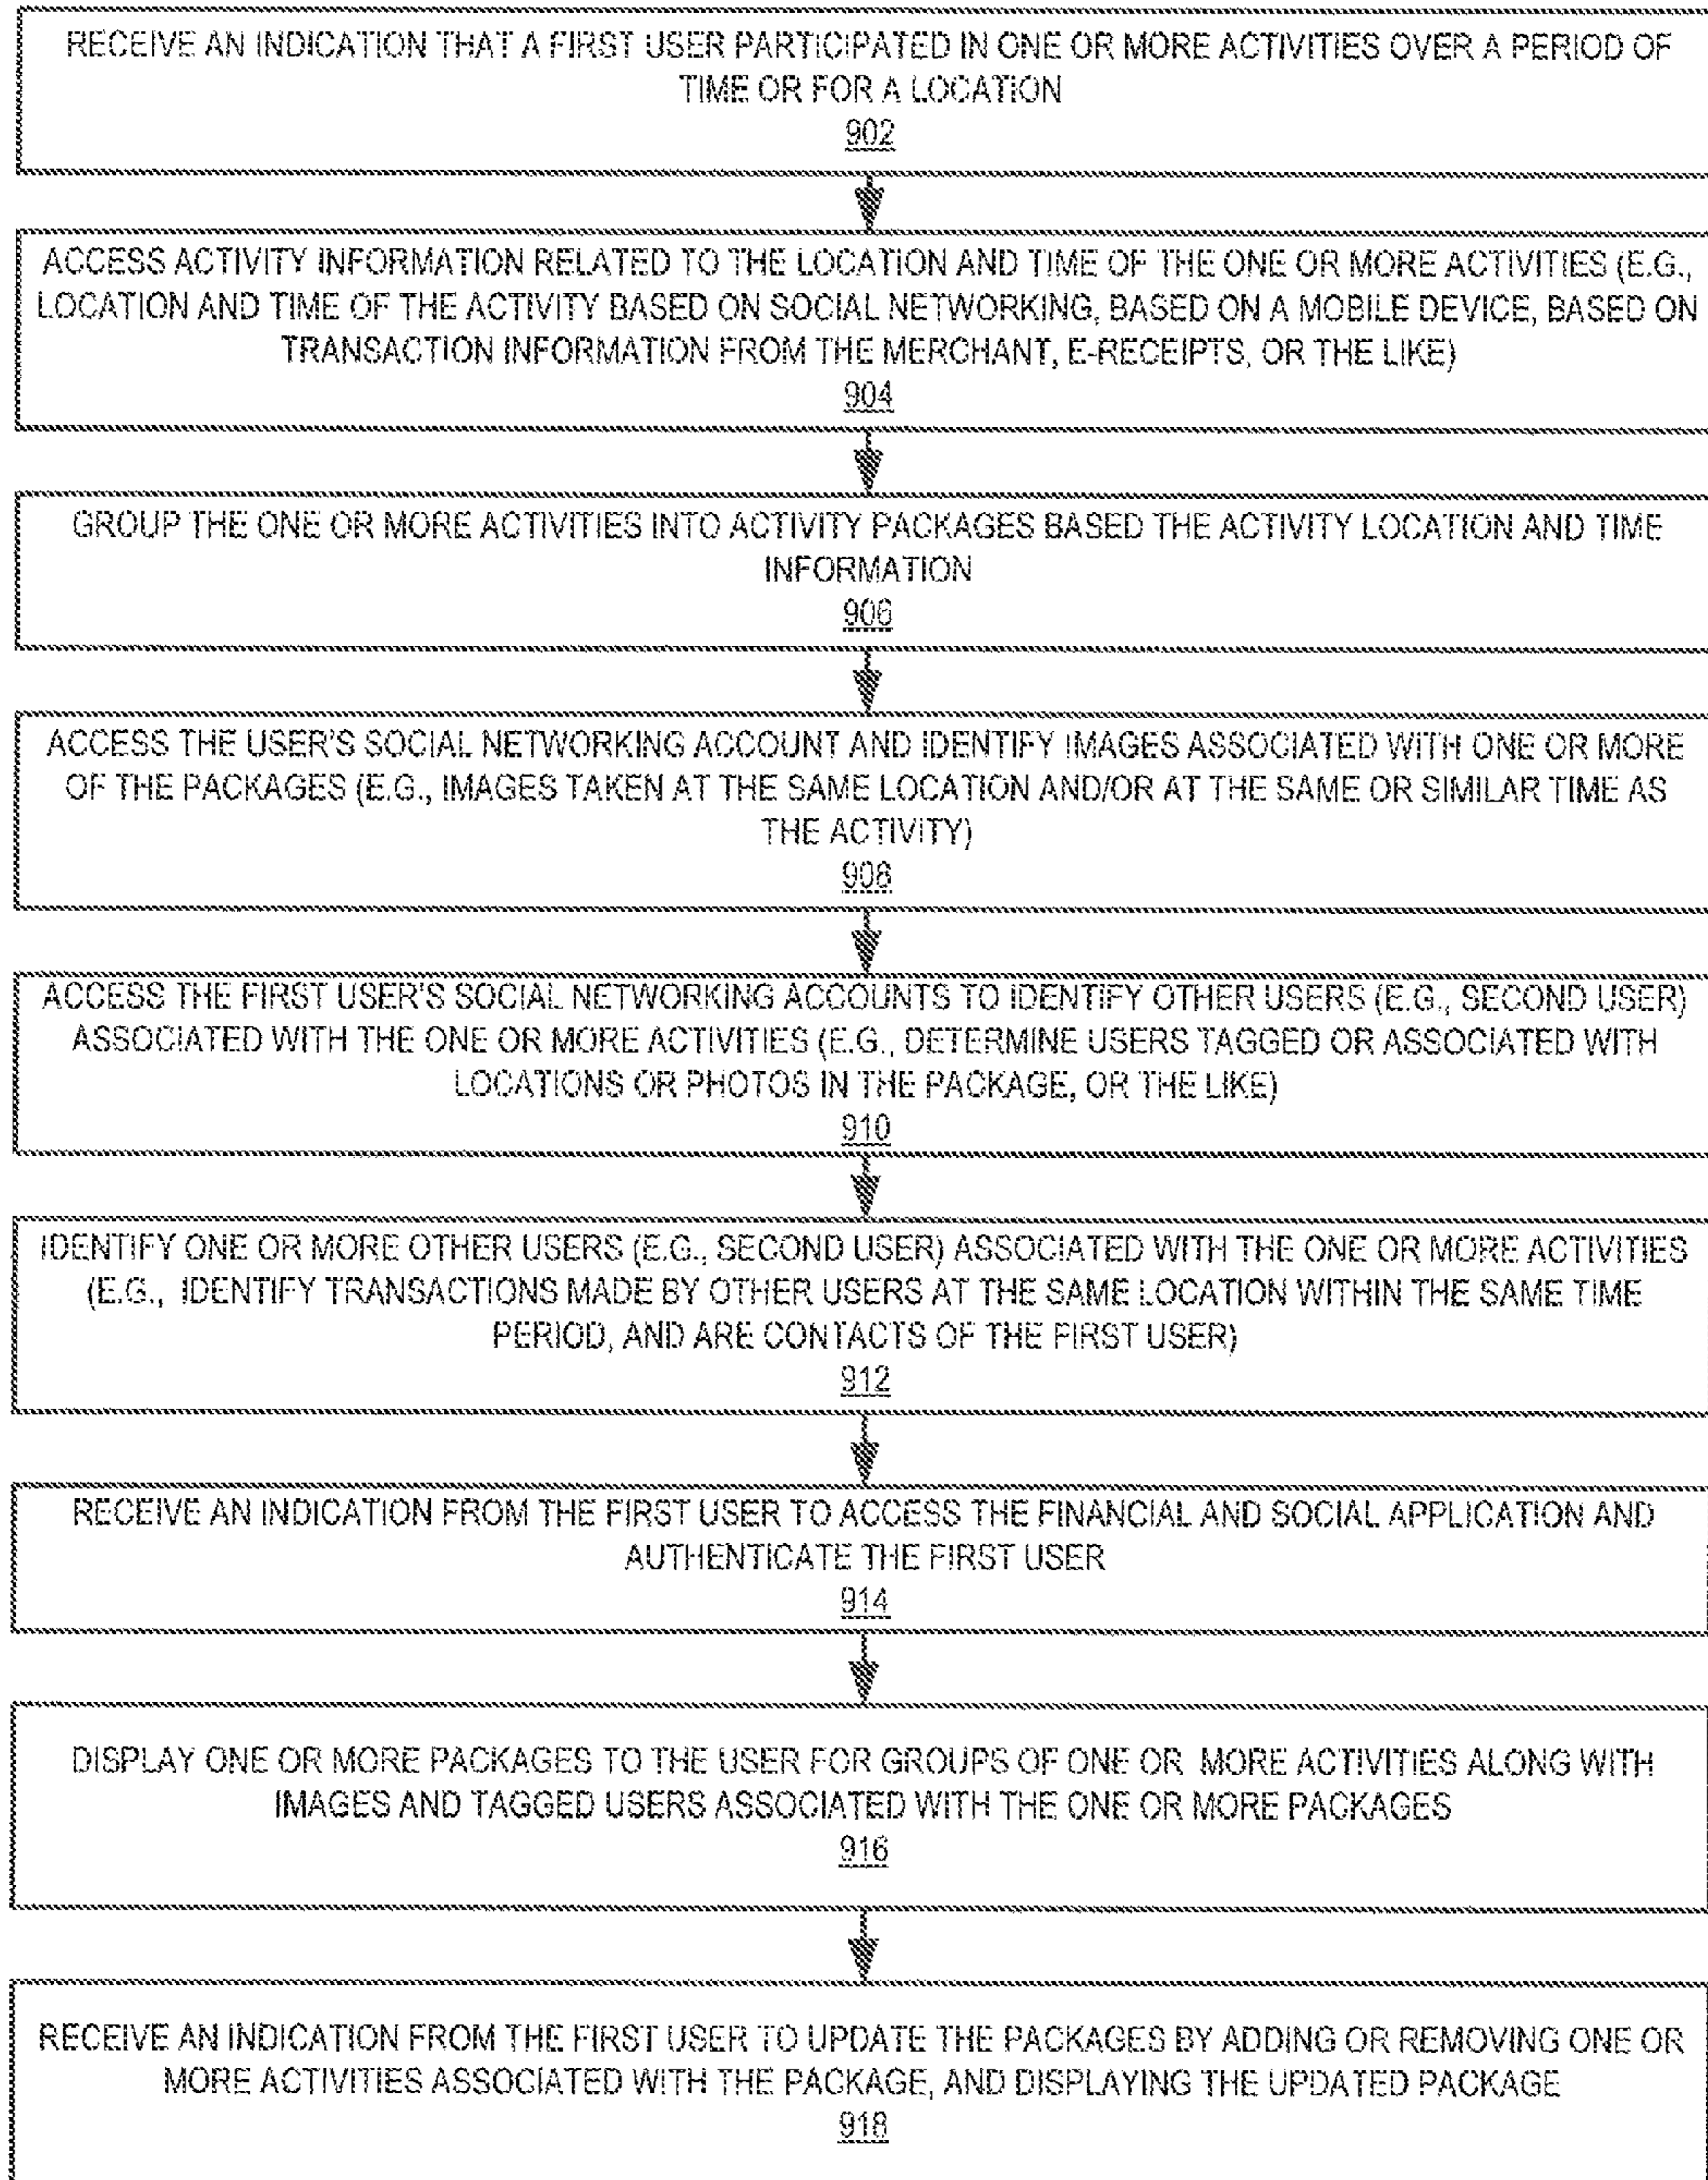 RECEIVE AN INDICATION THAT A FIRST USER PARTICIPATED IN ONE OR MORE ACTIVITIES OVER A PERIOD OF
TIME OR FOR A LOCATION
902
ACCESS ACTIVITY INFORMATION RELATED TO THE LOCATION AND TIME OF THE ONE OR MORE ACTIVITIES (E.G.,
LOCATION AND TIME OF THE ACTIVITY BASED ON SOCIAL NETWORKING, BASED ON A MOBILE DEVICE, BASED ON
TRANSACTION INFORMATION FROM THE MERCHANT, E-RECEIPTS, OR THE LIKE)
904
GROUP THE ONE OR MORE ACTIVITIES INTO ACTIVITY PACKAGES BASED THE ACTIVITY LOCATION AND TIME
INFORMATION
906
ACCESS THE USER'S SOCIAL NETWORKING ACCOUNT AND IDENTIFY IMAGES ASSOCIATED WITH ONE OR MORE
OF THE PACKAGES (E.G., IMAGES TAKEN AT THE SAME LOCATION AND/OR AT THE SAME OR SIMILAR TIME AS
THE ACTIVITY)
908
ACCESS THE FIRST USER'S SOCIAL NETWORKING ACCOUNTS TO IDENTIFY OTHER USERS (E.G., SECOND USER)
ASSOCIATED WITH THE ONE OR MORE ACTIVITIES (E.G., DETERMINE USERS TAGGED OR ASSOCIATED WITH
LOCATIONS OR PHOTOS IN THE PACKAGE, OR THE LIKE)
910
IDENTIFY ONE OR MORE OTHER USERS (E.G., SECOND USER) ASSOCIATED WITH THE ONE OR MORE ACTIVITIES
(E.G., IDENTIFY TRANSACTIONS MADE BY OTHER USERS AT THE SAME LOCATION WITHIN THE SAME TIME
PERIOD, AND ARE CONTACTS OF THE FIRST USER)
912
RECEIVE AN INDICATION FROM THE FIRST USER TO ACCESS THE FINANCIAL AND SOCIAL APPLICATION AND
AUTHENTICATE THE FIRST USER
914
DISPLAY ONE OR MORE PACKAGES TO THE USER FOR GROUPS OF ONE OR MORE ACTIVITIES ALONG WITH
IMAGES AND TAGGED USERS ASSOCIATED WITH THE ONE OR MORE PACKAGES
916
RECEIVE AN INDICATION FROM THE FIRST USER TO UPDATE THE PACKAGES BY ADDING OR REMOVING ONE OR
MORE ACTIVITIES ASSOCIATED WITH THE PACKAGE, AND DISPLAYING THE UPDATED PACKAGE
918